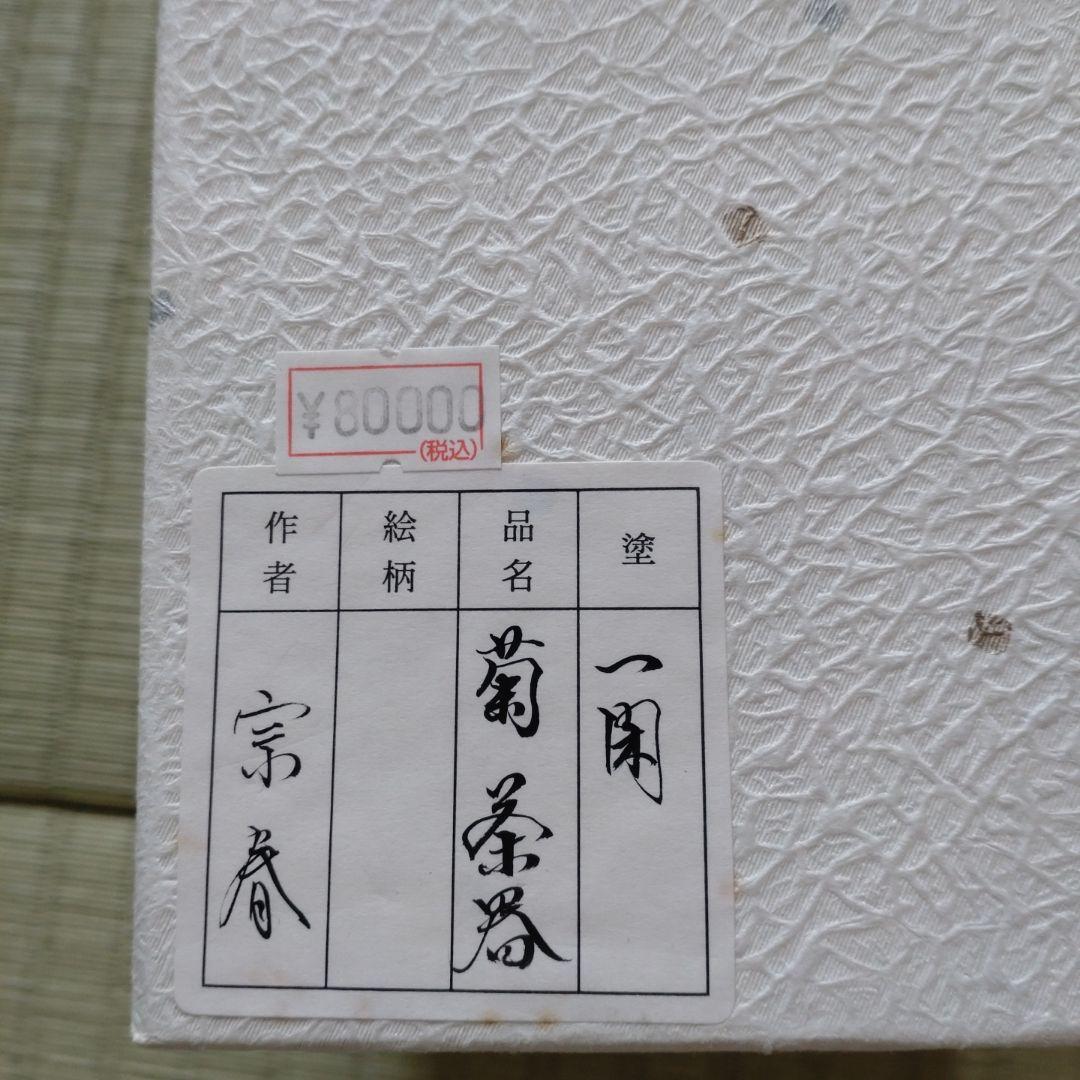 ¥80000
(税込)
塗
一閑
品名
菊茶器
絵柄
作者
宗春